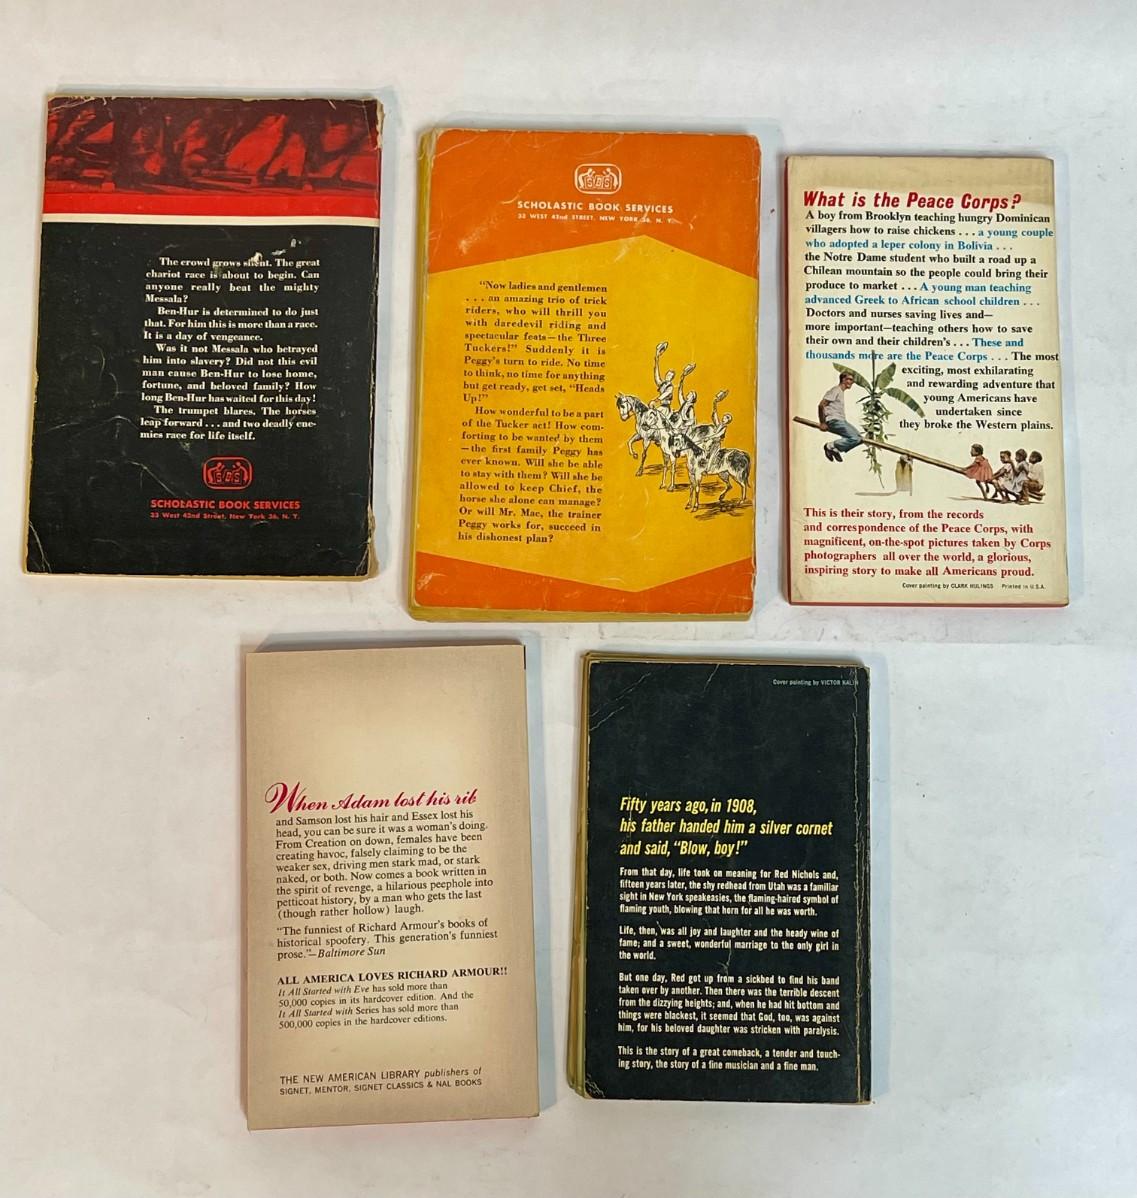 The crowd grows silent. The great
chariot race is about to begin. Can
anyone really beat the mighty
Messala?
Ben-Hur is determined to do just
that. For him this is more than a race.
It is a day of vengeance.
Was it not Messala who betrayed
him into slavery? Did not this evil
man cause Ben-Hur to lose home,
fortune, and beloved family? How
long Ben-Hur has waited for this day!
The trumpet blares. The horses
leap forward . . . and two deadly ene-
mies race for life itself.
SBS
SCHOLASTIC BOOK SERVICES
33 West 42nd Street, New York 36, N. Y.
SBS
SCHOLASTIC BOOK SERVICES
33 WEST 42nd STREET, NEW YORK 36, N. Y.
"Now ladies and gentlemen
. . . an amazing trio of trick
riders, who will thrill you
with daredevil riding and
spectacular feats—the Three
Tuckers!" Suddenly it is
Peggy's turn to ride. No time
to think, no time for anything
but get ready, get set, "Heads
Up!"
How wonderful to be a part
of the Tucker act! How com-
forting to be wanted by them
—the first family Peggy has
ever known. Will she be able
to stay with them? Will she be
allowed to keep Chief, the
horse she alone can manage?
Or will Mr. Mac, the trainer
Peggy works for, succeed in
his dishonest plan?
What is the Peace Corps?
A boy from Brooklyn teaching hungry Dominican
villagers how to raise chickens . . . a young couple
who adopted a leper colony in Bolivia . . .
the Notre Dame student who built a road up a
Chilean mountain so the people could bring their
produce to market . . . A young man teaching
advanced Greek to African school children . . .
Doctors and nurses saving lives and—
more important—teaching others how to save
their own and their children's . . . These and
thousands more are the Peace Corps . . . The most
exciting, most exhilarating
and rewarding adventure that
young Americans have
undertaken since
they broke the Western plains.
This is their story, from the records
and correspondence of the Peace Corps, with
magnificent, on-the-spot pictures taken by Corps
photographers all over the world, a glorious,
inspiring story to make all Americans proud.
Cover painting by CLARK HULINGS Printed in U.S.A.
When Adam lost his rib
and Samson lost his hair and Essex lost his
head, you can be sure it was a woman's doing.
From Creation on down, females have been
creating havoc, falsely claiming to be the
weaker sex, driving men stark mad, or stark
naked, or both. Now comes a book written in
the spirit of revenge, a hilarious peephole into
petticoat history, by a man who gets the last
(though rather hollow) laugh.
"The funniest of Richard Armour's books of
historical spoofery. This generation's funniest
prose."—Baltimore Sun
ALL AMERICA LOVES RICHARD ARMOUR!!
It All Started with Eve has sold more than
50,000 copies in its hardcover edition. And the
It All Started with Series has sold more than
500,000 copies in the hardcover editions.
THE NEW AMERICAN LIBRARY publishers of
SIGNET, MENTOR, SIGNET CLASSICS & NAL BOOKS
Cover painting by VICTOR KALIN
Fifty years ago, in 1908,
his father handed him a silver cornet
and said, "Blow, boy!"
From that day, life took on meaning for Red Nichols and,
fifteen years later, the shy redhead from Utah was a familiar
sight in New York speakeasies, the flaming-haired symbol of
flaming youth, blowing that horn for all he was worth.
Life, then, was all joy and laughter and the heady wine of
fame; and a sweet, wonderful marriage to the only girl in
the world.
But one day, Red got up from a sickbed to find his band
taken over by another. Then there was the terrible descent
from the dizzying heights; and, when he had hit bottom and
things were blackest, it seemed that God, too, was against
him, for his beloved daughter was stricken with paralysis.
This is the story of a great comeback, a tender and touch-
ing story, the story of a fine musician and a fine man.